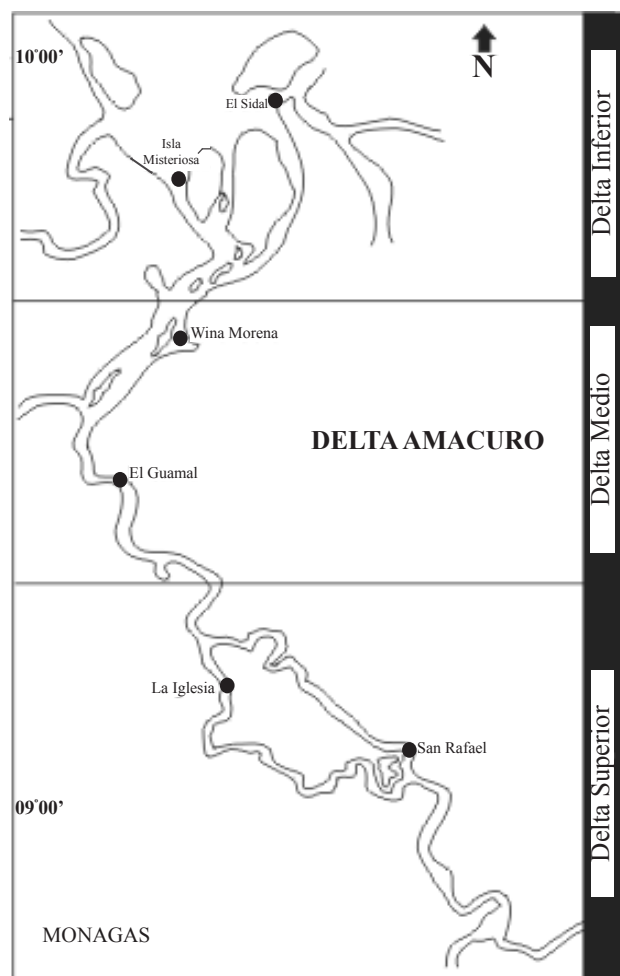 10°00'
N
El Sidal
Isla
Misteriosa
Delta Inferior
Wina Morena
DELTA AMACURO
Delta Medio
El Guamal
La Iglesia
San Rafael
Delta Superior
09°00'
MONAGAS